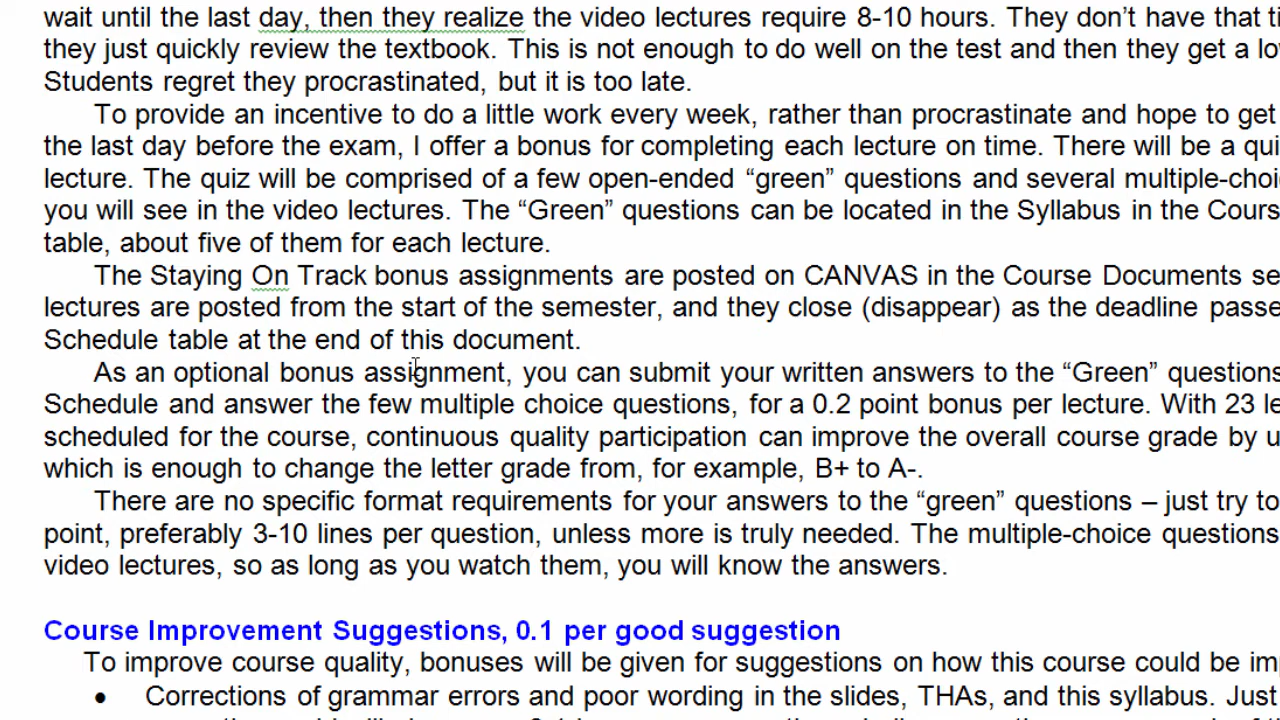 wait until the last day, then they realize the video lectures require 8-10 hours. They don’t have that
they just quickly review the textbook. This is not enough to do well on the test and then they get a
Students regret they procrastinated, but it is too late.
To provide an incentive to do a little work every week, rather than procrastinate and hope to get
the last day before the exam, I offer a bonus for completing each lecture on time. There will be a
lecture. The quiz will be comprised of a few open-ended “green” questions and several
you will see in the video lectures. The “Green” questions can be located in the Syllabus in the
table, about five of them for each lecture.
The Staying On Track bonus assignments are posted on CANVAS in the Course Documents
lectures are posted from the start of the semester, and they close (disappear) as the deadline
Schedule table at the end of this document.
As an optional bonus assignment, you can submit your written answers to the “Green” questions
Schedule and answer the few multiple choice questions, for a 0.2 point bonus per lecture. With 23
scheduled for the course, continuous quality participation can improve the overall course grade by
which is enough to change the letter grade from, for example, B+ to A-.
There are no specific format requirements for your answers to the “green” questions – just try to
point, preferably 3-10 lines per question, unless more is truly needed. The multiple-choice questions
video lectures, so as long as you watch them, you will know the answers.
Course Improvement Suggestions, 0.1 per good suggestion
To improve course quality, bonuses will be given for suggestions on how this course could be
• Corrections of grammar errors and poor wording in the slides, THAs, and this syllabus. Just